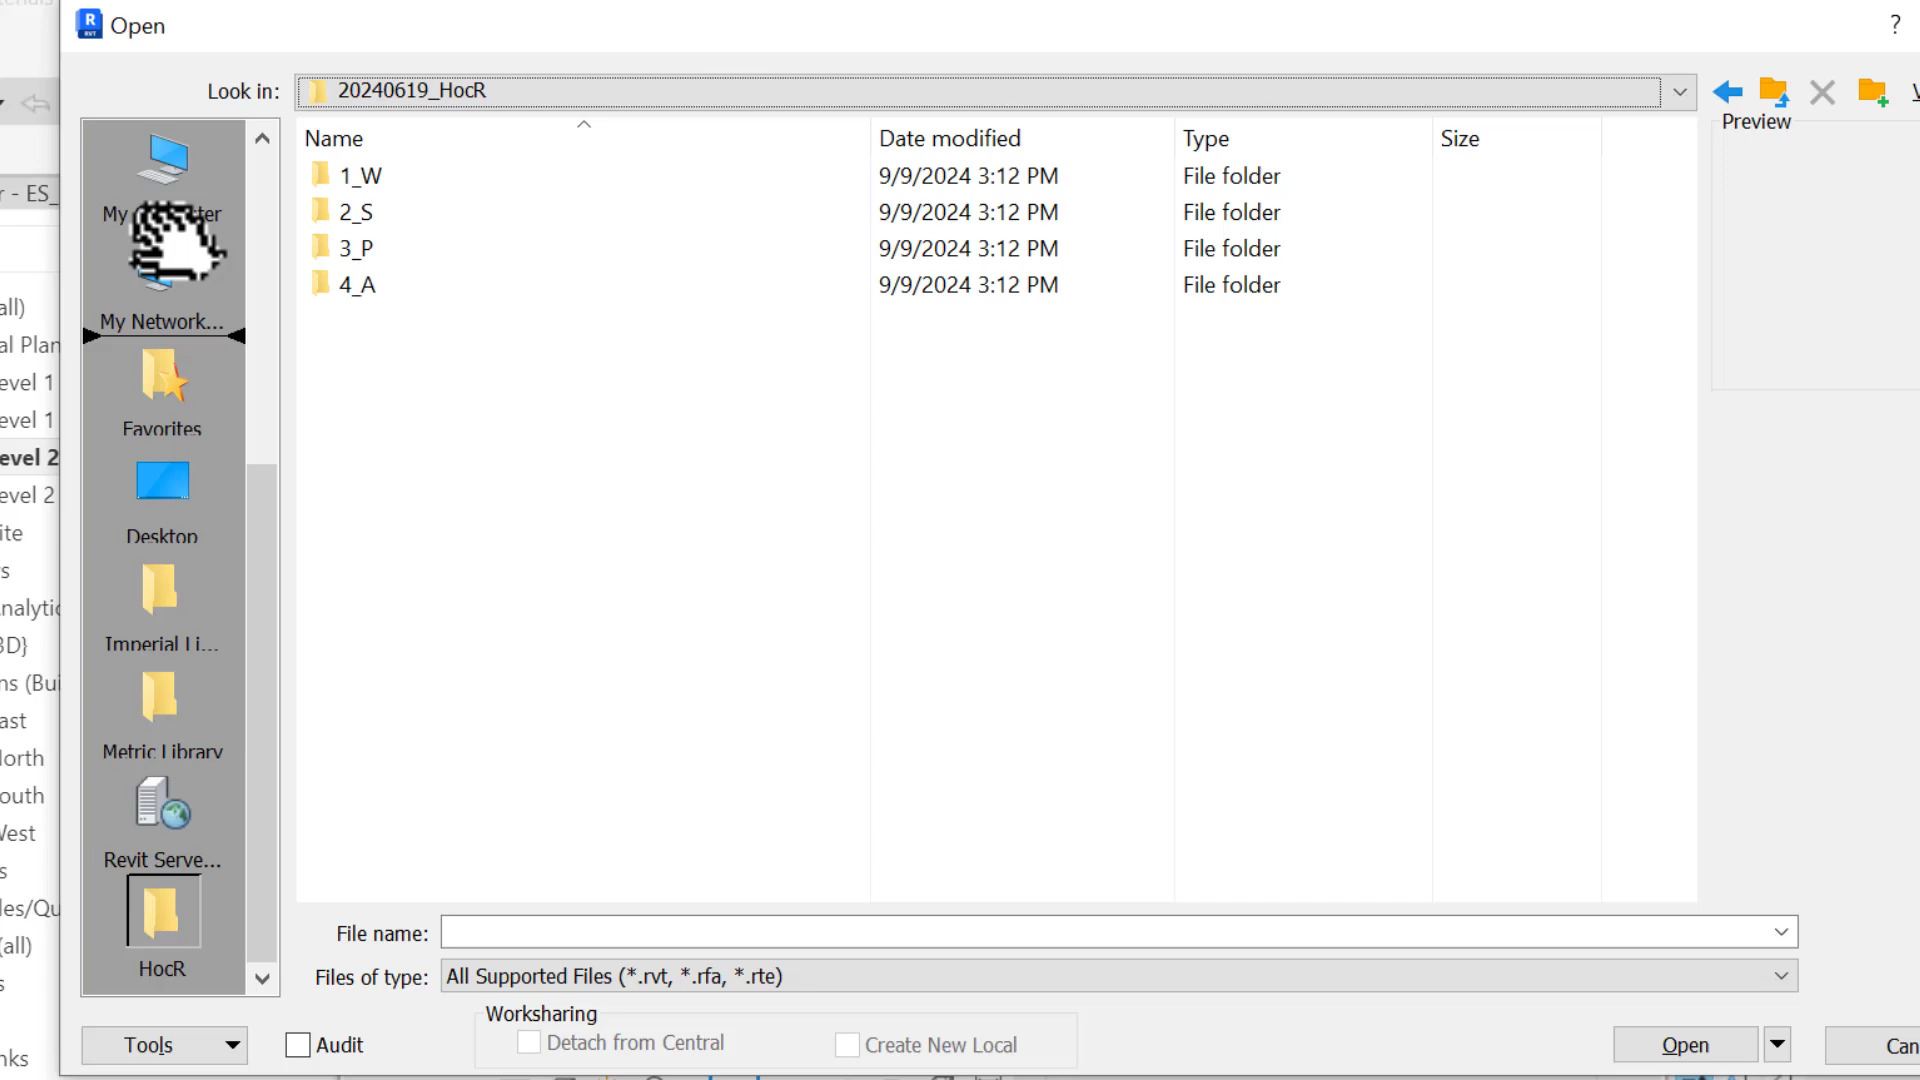 Open
?
Look in:
20240619_HocR
Preview
Name
Date modified
Type
Size
1_W
9/9/2024 3:12 PM
File folder
2_S
9/9/2024 3:12 PM
File folder
3_P
9/9/2024 3:12 PM
File folder
4_A
9/9/2024 3:12 PM
File folder
My
ter
My Network...
Favorites
Desktop
Imperial Li...
Metric Library
Revit Serve...
HocR
r - ES_
all)
al Plan
evel 1
evel 1
evel 2
evel 2
ite
rs
nalytic
3D}
ns (Bui
ast
lorth
outh
Vest
s
les/Qu
(all)
s
nks
File name:
Files of type:
All Supported Files (*.rvt, *.rfa, *.rte)
Worksharing
Tools
Audit
Detach from Central
Create New Local
Open
Can